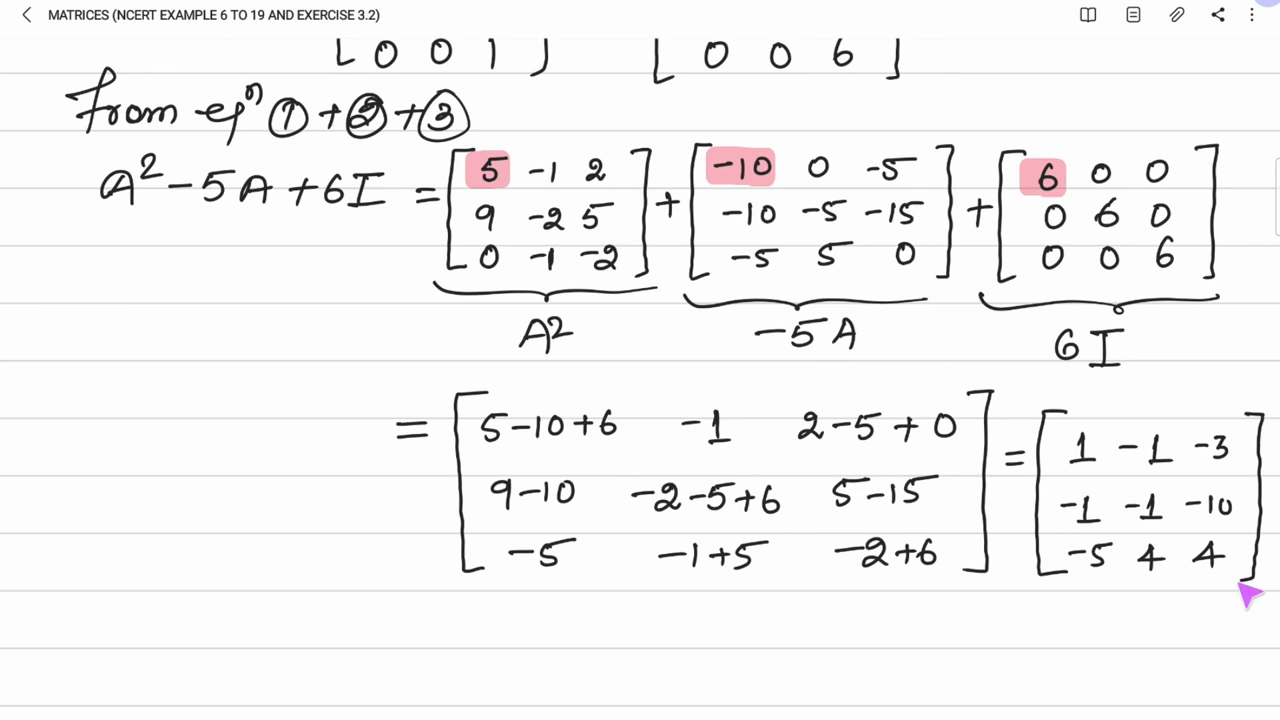 MATRICES (NCERT EXAMPLE 6 TO 19 AND EXERCISE 3.2)
[0 0 1] [0 0 6]
From eqⁿ ① + ② + ③
A² - 5A + 6I = [5 -1 2 + [-10 0 -5 + [6 0 0
9 -2 5 -10 -5 -15 0 6 0
0 -1 -2] -5 5 0] 0 0 6]
A² -5A 6I
= [5-10+6 -1 2-5+0 = [1 -1 -3
9-10 -2-5+6 5-15 -1 -1 -10
-5 -1+5 -2+6] -5 4 4]